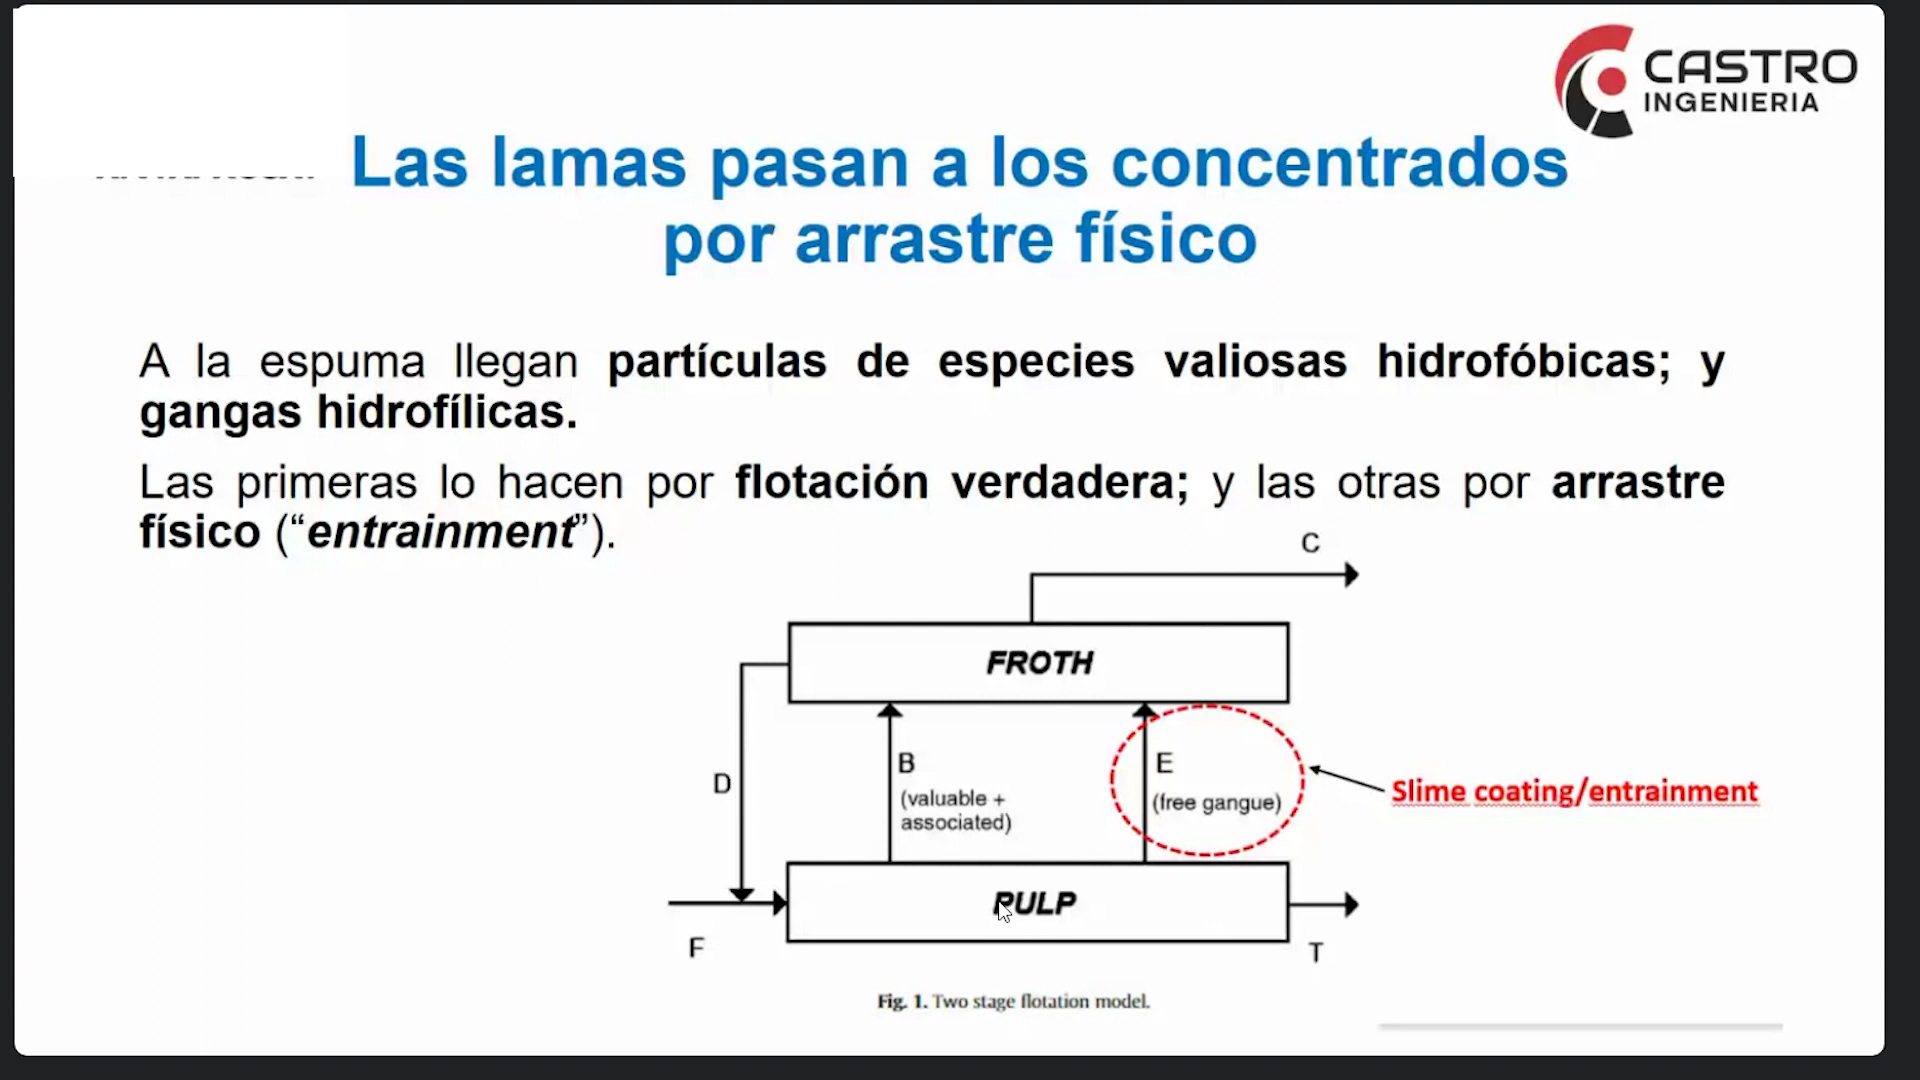 CASTRO
INGENIERIA
Las lamas pasan a los concentrados
por arrastre físico
A la espuma llegan partículas de especies valiosas hidrofóbicas; y
gangas hidrofílicas.
Las primeras lo hacen por flotación verdadera; y las otras por arrastre
físico (“entrainment”).
C
FROTH
D
B
(valuable +
associated)
E
(free gangue)
Slime coating/entrainment
PULP
F
T
Fig. 1. Two stage flotation model.